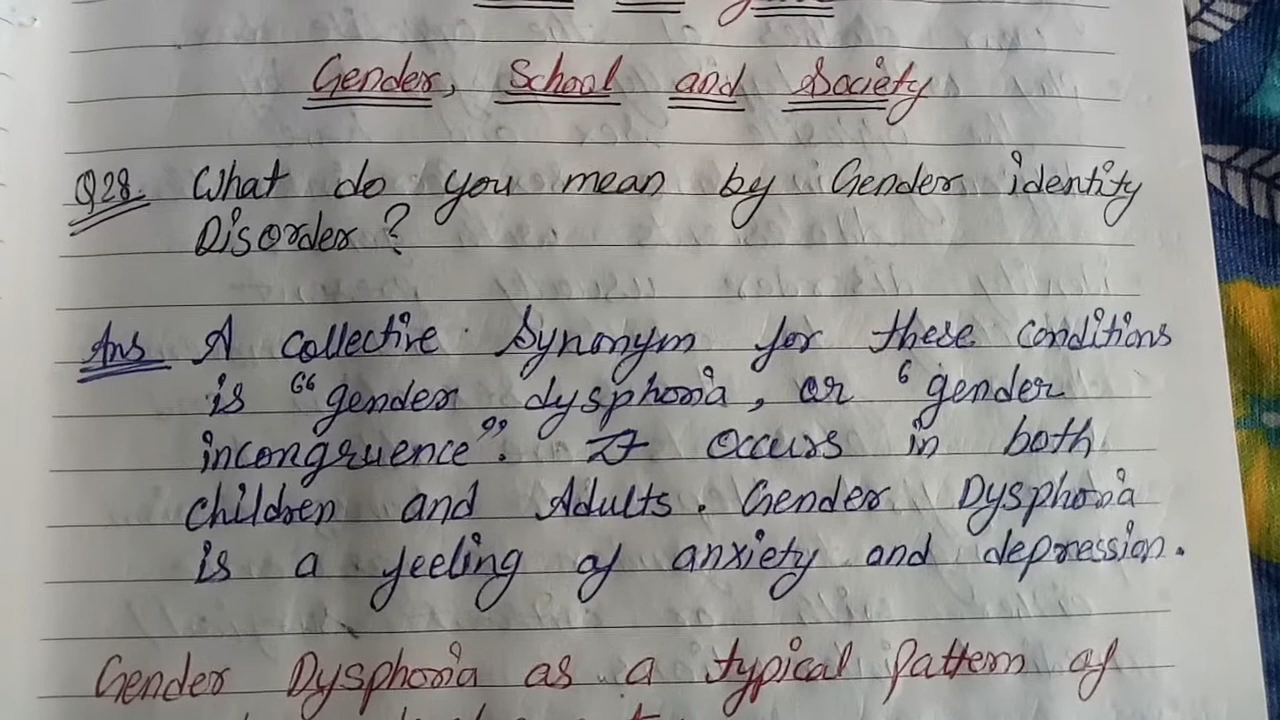 Gender, School and Society
Q28. What do you mean by Gender identity
Disorder ?
Ans A collective Synonym for these conditions
is "gender dysphoria, or 'gender
incongruence". It occurs in both
children and Adults. Gender Dysphoria
is a feeling of anxiety and depression.
Gender Dysphoria as a typical Pattern of